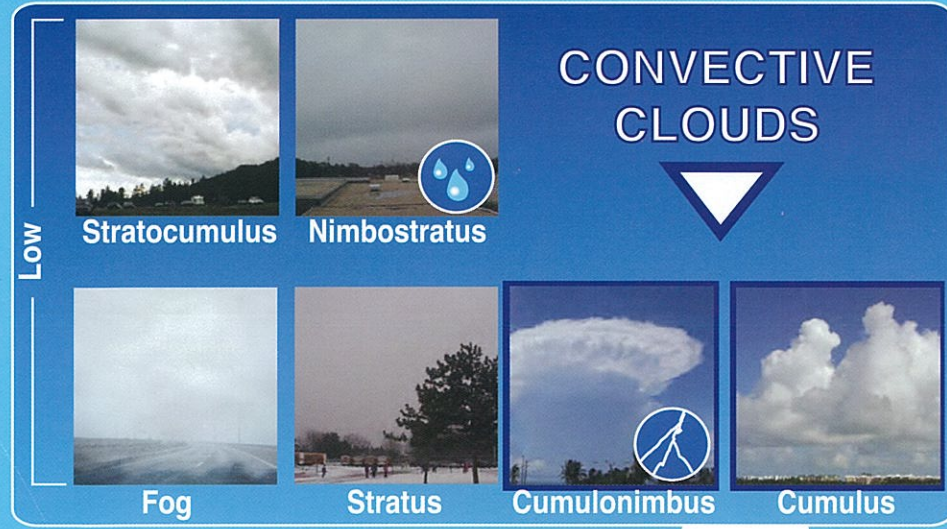 CONVECTIVE
CLOUDS
Low
Stratocumulus
Nimbostratus
Fog
Stratus
Cumulonimbus
Cumulus